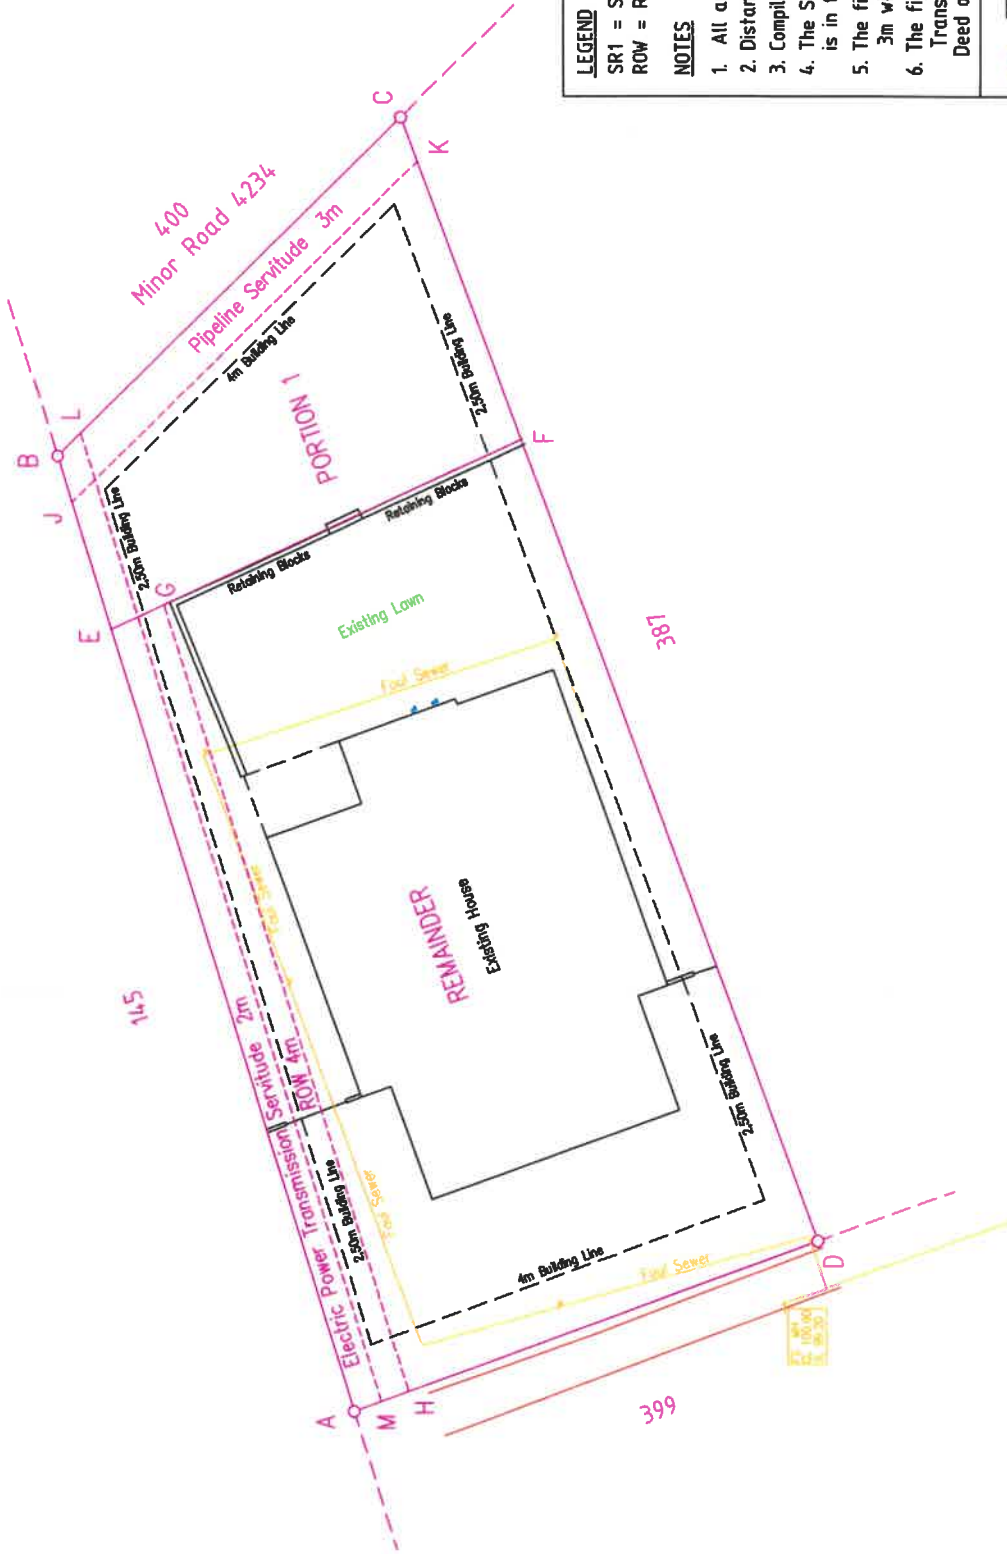 LEGEND
SR1 = S
ROW = R
NOTES
1. All a
2. Distan
3. Compil
4. The S
is in
5. The fi
3m w
6. The fi
Trans
Deed o
400
Minor Road 4234
Pipeline Servitude 3m
4m Building Line
2,50m Building Line
PORTION 1
2,50m Building Line
Retaining Blocks
Retaining Blocks
Existing Lawn
Foul Sewer
387
145
Electric Power Transmission Servitude 2m
ROW 4m
Foul Sewer
REMAINDER
Existing House
2,50m Building Line
Foul Sewer
2,50m Building Line
4m Building Line
Foul Sewer
399
A
B
C
D
E
F
G
H
J
K
L
M